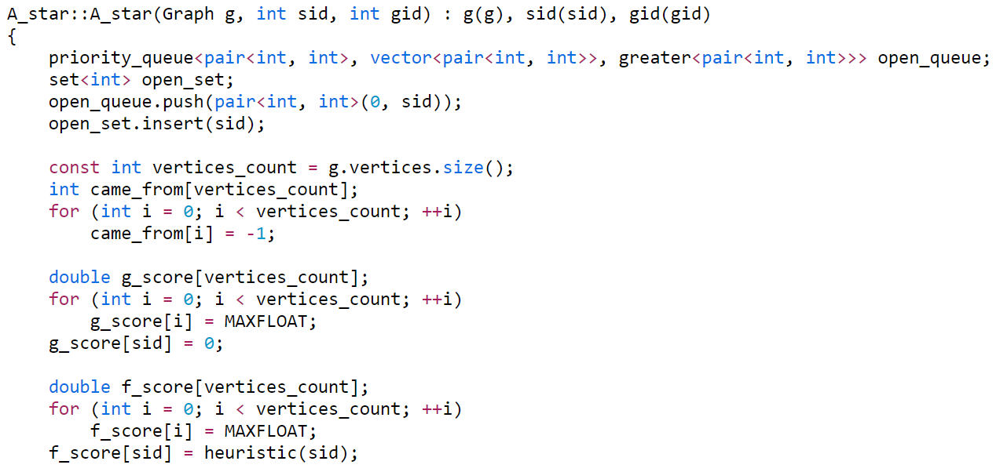 A_star::A_star(Graph g, int sid, int gid) : g(g), sid(sid), gid(gid)
{
    priority_queue<pair<int, int>, vector<pair<int, int>>, greater<pair<int, int>>> open_queue;
    set<int> open_set;
    open_queue.push(pair<int, int>(0, sid));
    open_set.insert(sid);

    const int vertices_count = g.vertices.size();
    int came_from[vertices_count];
    for (int i = 0; i < vertices_count; ++i)
        came_from[i] = -1;

    double g_score[vertices_count];
    for (int i = 0; i < vertices_count; ++i)
        g_score[i] = MAXFLOAT;
    g_score[sid] = 0;

    double f_score[vertices_count];
    for (int i = 0; i < vertices_count; ++i)
        f_score[i] = MAXFLOAT;
    f_score[sid] = heuristic(sid);